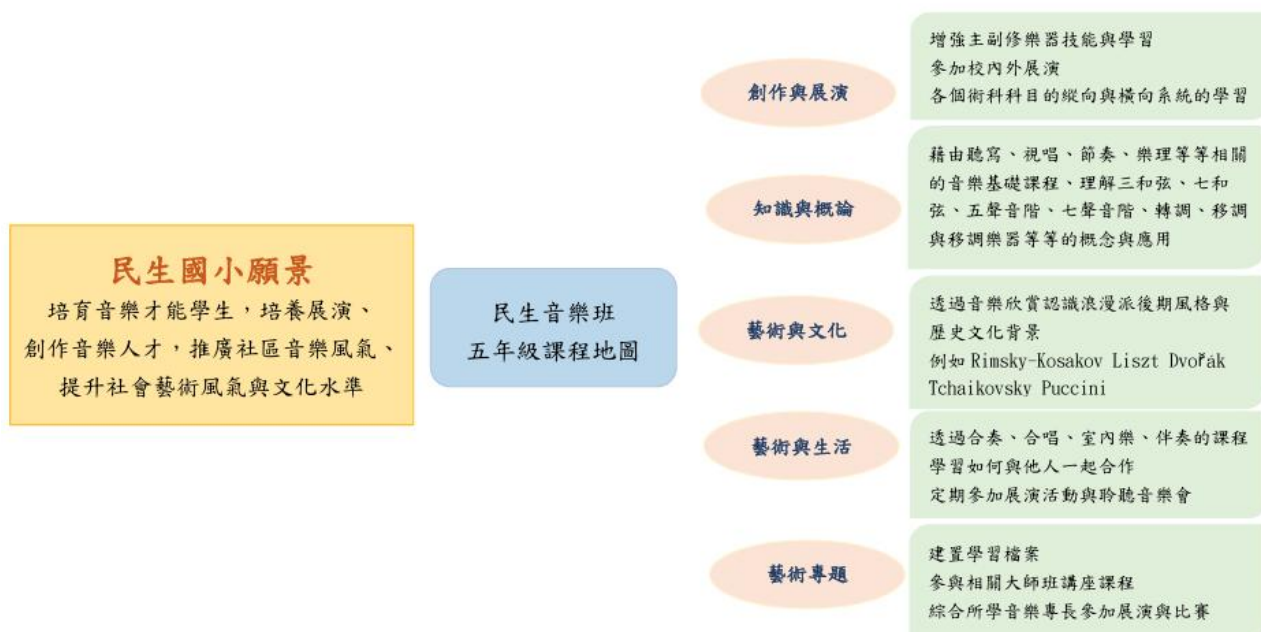 民生國小願景
培育音樂才能學生，培養展演、
創作音樂人才，推廣社區音樂風氣、
提升社會藝術風氣與文化水準
民生音樂班
五年級課程地圖
創作與展演
增強主副修樂器技能與學習
參加校內外展演
各個術科科目的縱向與橫向系統的學習
知識與概論
藉由聽寫、視唱、節奏、樂理等等相關
的音樂基礎課程、理解三和弦、七和
弦、五聲音階、七聲音階、轉調、移調
與移調樂器等等的概念與應用
藝術與文化
透過音樂欣賞認識浪漫派後期風格與
歷史文化背景
例如 Rimsky-Kosakov Liszt Dvořák
Tchaikovsky Puccini
藝術與生活
透過合奏、合唱、室內樂、伴奏的課程
學習如何與他人一起合作
定期參加展演活動與聆聽音樂會
藝術專題
建置學習檔案
參與相關大師班講座課程
綜合所學音樂專長參加展演與比賽